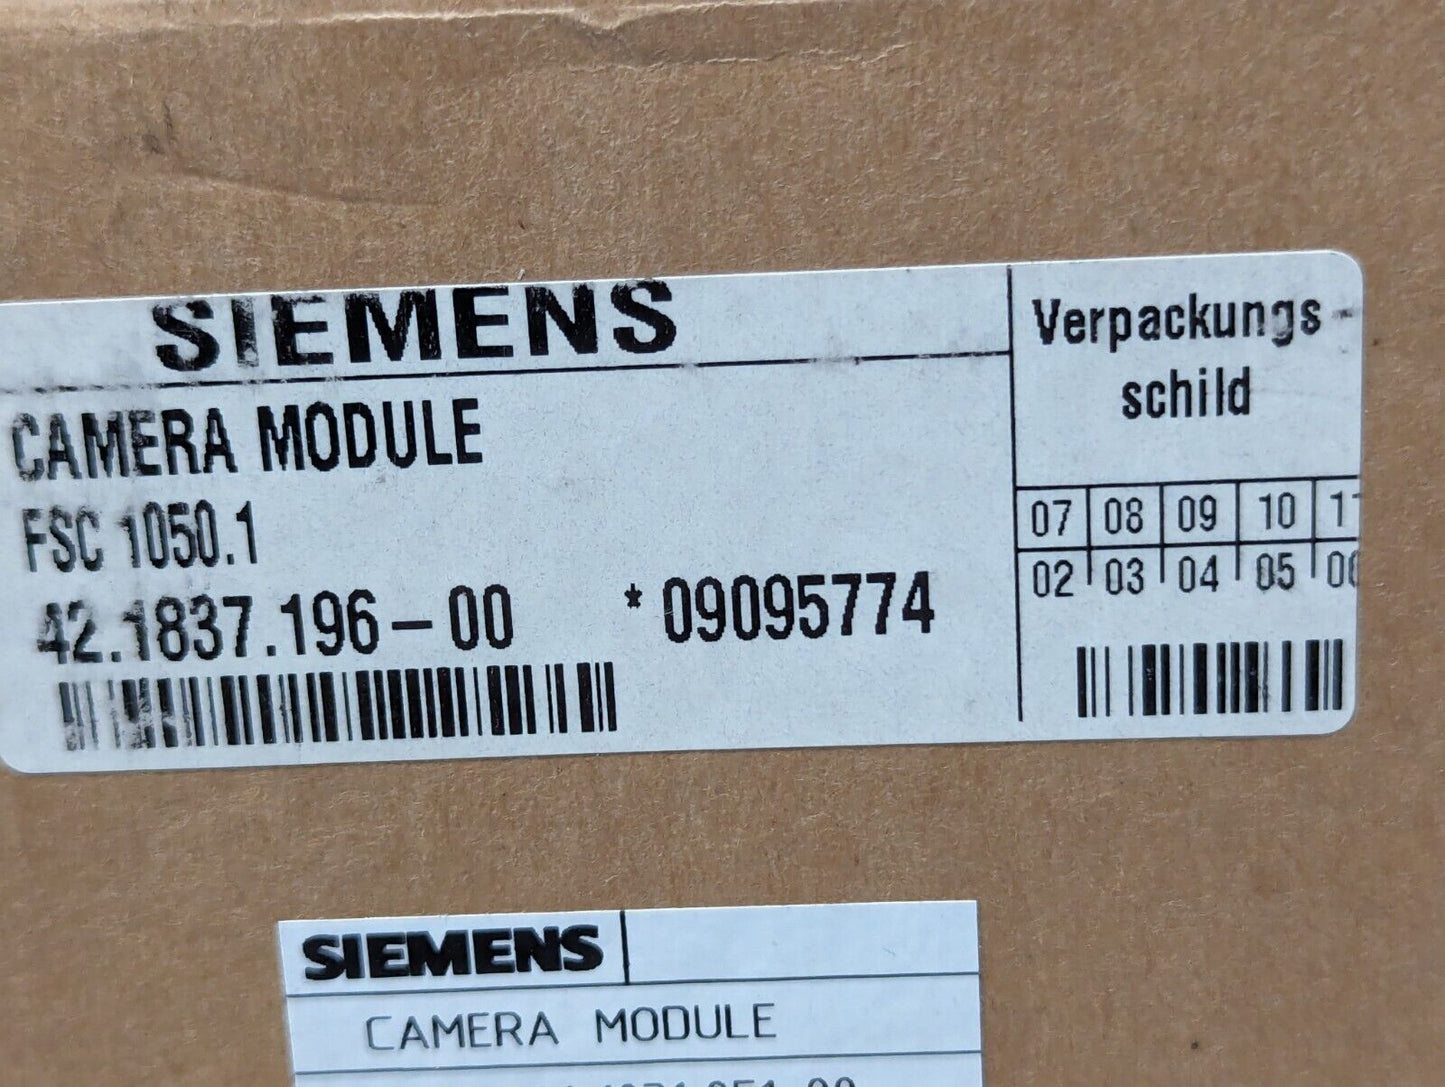 SIEMENS
Verpackungs-
schild
CAMERA MODULE
FSC 1050.1
42.1837.196-00 *09095774
07 08 09 10 11
02 03 04 05
SIEMENS
CAMERA MODULE